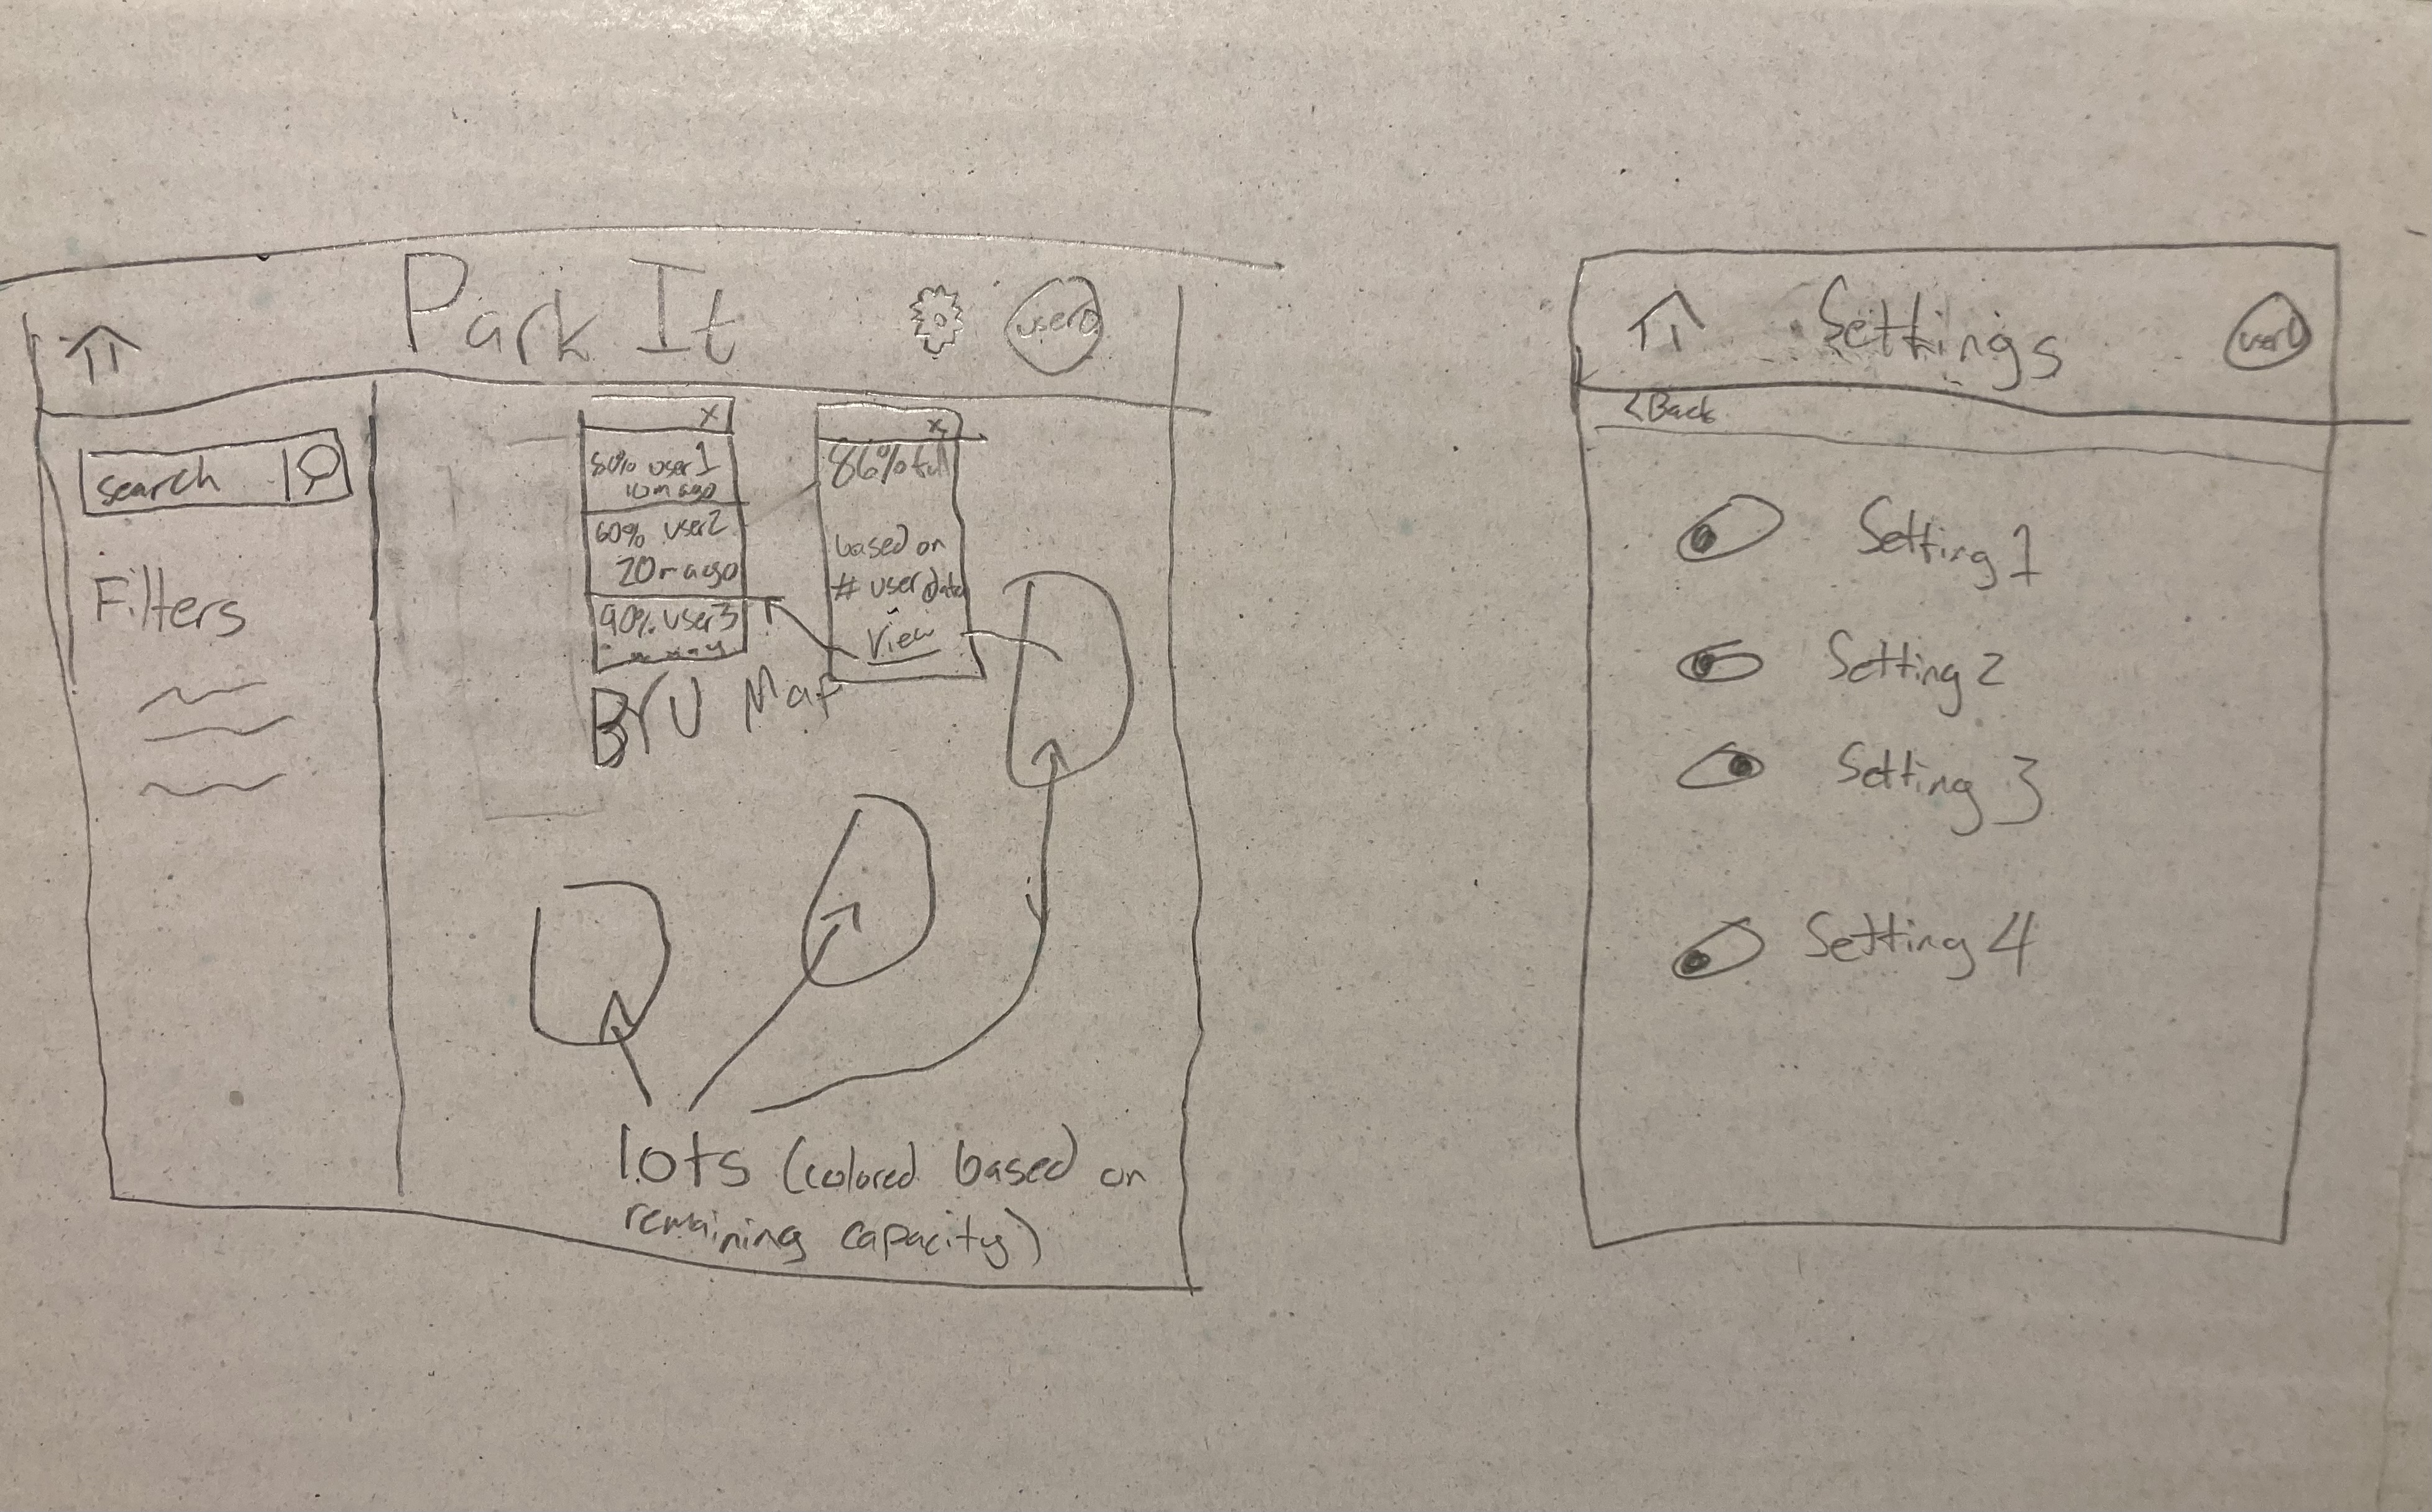 Park It
user
search
Filters
X
80% user1
10m ago
60% user2
20m ago
90% user3
x
86% full
based on
# user data
View
BYU Map
lots (colored based on
remaining capacity)
Settings
user
<Back
Setting 1
Setting 2
Setting 3
Setting 4